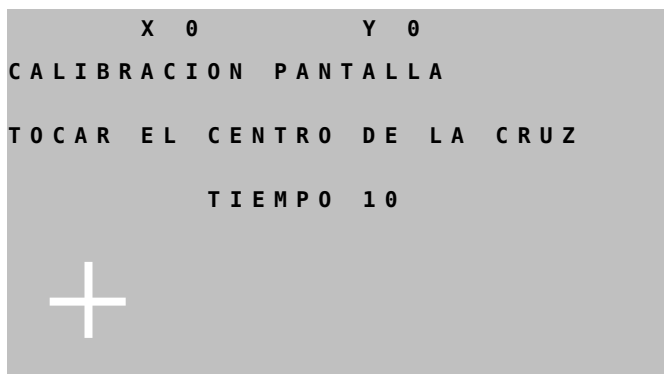 X 0 Y 0
CALIBRACION PANTALLA
TOCAR EL CENTRO DE LA CRUZ
TIEMPO 10